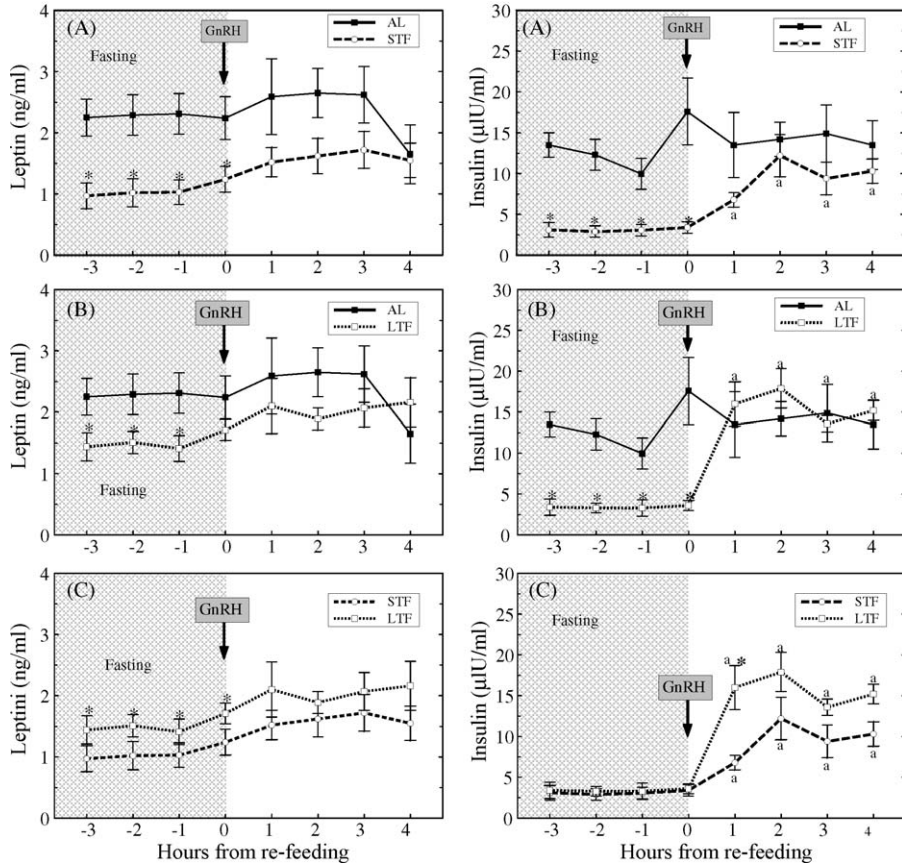 (A)
Fasting
GnRH
AL
STF
Leptin (ng/ml)
4
3
2
1
0
* * * *
-3 -2 -1 0 1 2 3 4
(A)
Fasting
GnRH
AL
STF
Insulin (µIU/ml)
30
25
20
15
10
5
0
* * * *
a a a a
-3 -2 -1 0 1 2 3 4
(B)
GnRH
AL
LTF
Leptin (ng/ml)
4
3
2
1
0
* * *
Fasting
-3 -2 -1 0 1 2 3 4
(B)
Fasting
GnRH
AL
LTF
Insulin (µIU/ml)
30
25
20
15
10
5
0
* * * *
a a a a
-3 -2 -1 0 1 2 3 4
(C)
GnRH
STF
LTF
Fasting
Leptini (ng/ml)
4
3
2
1
0
* * * *
-3 -2 -1 0 1 2 3 4
Hours from re-feeding
(C)
Fasting
GnRH
STF
LTF
Insulin (µIU/ml)
30
25
20
15
10
5
0
a* a a a
a a a a
-3 -2 -1 0 1 2 3 4
Hours from re-feeding